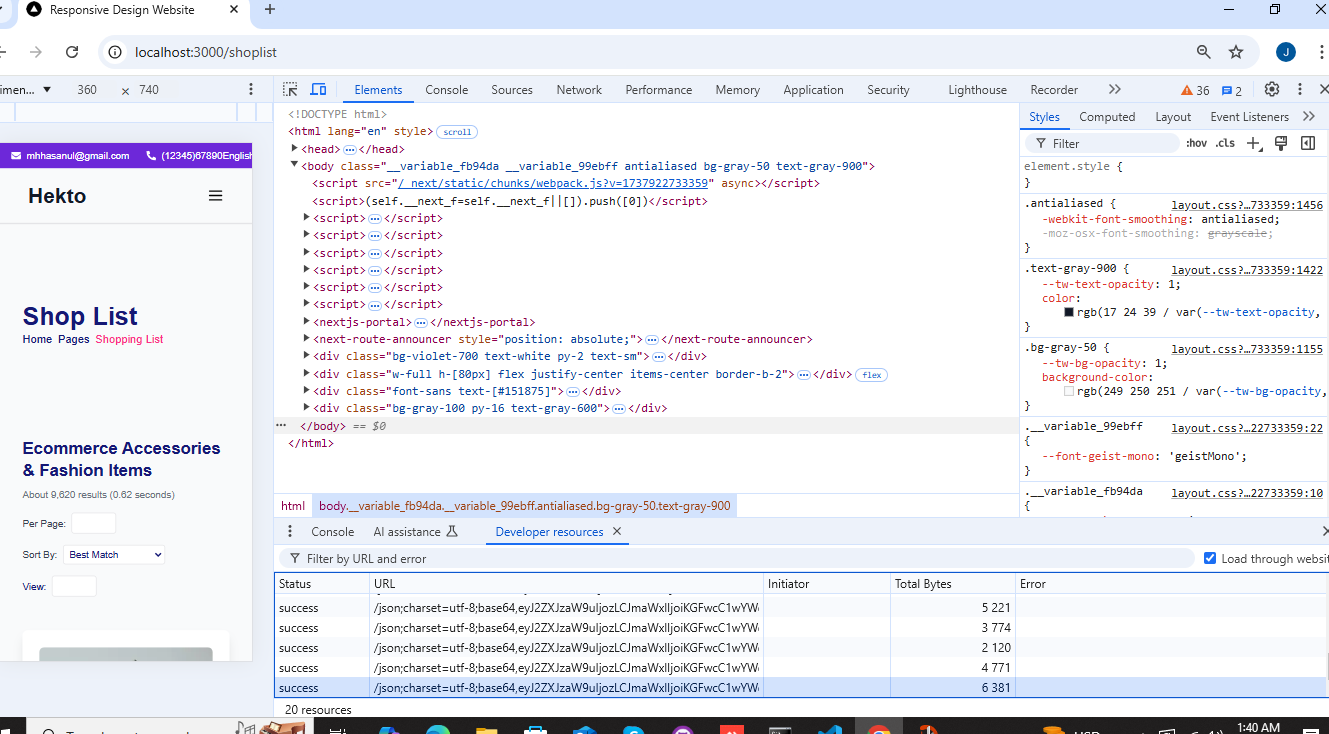 Responsive Design Website
localhost:3000/shoplist
J
imen... 360 × 740
Elements Console Sources Network Performance Memory Application Security Lighthouse Recorder 36 2
mhhasanul@gmail.com (12345)67890English
Hekto
Shop List
Home Pages Shopping List
Ecommerce Accessories
& Fashion Items
About 9,620 results (0.62 seconds)
Per Page:
Sort By: Best Match
View:
<!DOCTYPE html>
<html lang="en" style> scroll
<head> … </head>
<body class="__variable_fb94da __variable_99ebff antialiased bg-gray-50 text-gray-900">
<script src="/_next/static/chunks/webpack.js?v=1737922733359" async></script>
<script>(self.__next_f=self.__next_f||[]).push([0])</script>
<script> … </script>
<script> … </script>
<script> … </script>
<script> … </script>
<script> … </script>
<script> … </script>
<nextjs-portal> … </nextjs-portal>
<next-route-announcer style="position: absolute;"> … </next-route-announcer>
<div class="bg-violet-700 text-white py-2 text-sm"> … </div>
<div class="w-full h-[80px] flex justify-center items-center border-b-2"> … </div> flex
<div class="font-sans text-[#151875]"> … </div>
<div class="bg-gray-100 py-16 text-gray-600"> … </div>
… </body> == $0
</html>
html body.__variable_fb94da.__variable_99ebff.antialiased.bg-gray-50.text-gray-900
Styles Computed Layout Event Listeners
Filter :hov .cls
element.style {
}
.antialiased { layout.css?…733359:1456
-webkit-font-smoothing: antialiased;
-moz-osx-font-smoothing: grayscale;
}
.text-gray-900 { layout.css?…733359:1422
--tw-text-opacity: 1;
color:
rgb(17 24 39 / var(--tw-text-opacity,
}
.bg-gray-50 { layout.css?…733359:1155
--tw-bg-opacity: 1;
background-color:
rgb(249 250 251 / var(--tw-bg-opacity,
}
.__variable_99ebff layout.css?…22733359:22
{
--font-geist-mono: 'geistMono';
}
.__variable_fb94da layout.css?…22733359:10
{
Console AI assistance Developer resources
Filter by URL and error Load through websit
Status URL Initiator Total Bytes Error
success /json;charset=utf-8;base64,eyJ2ZXJzaW9uIjozLCJmaWxlIjoiKGFwcC1wYW 5 221
success /json;charset=utf-8;base64,eyJ2ZXJzaW9uIjozLCJmaWxlIjoiKGFwcC1wYW 3 774
success /json;charset=utf-8;base64,eyJ2ZXJzaW9uIjozLCJmaWxlIjoiKGFwcC1wYW 2 120
success /json;charset=utf-8;base64,eyJ2ZXJzaW9uIjozLCJmaWxlIjoiKGFwcC1wYW 4 771
success /json;charset=utf-8;base64,eyJ2ZXJzaW9uIjozLCJmaWxlIjoiKGFwcC1wYW 6 381
20 resources
1:40 AM